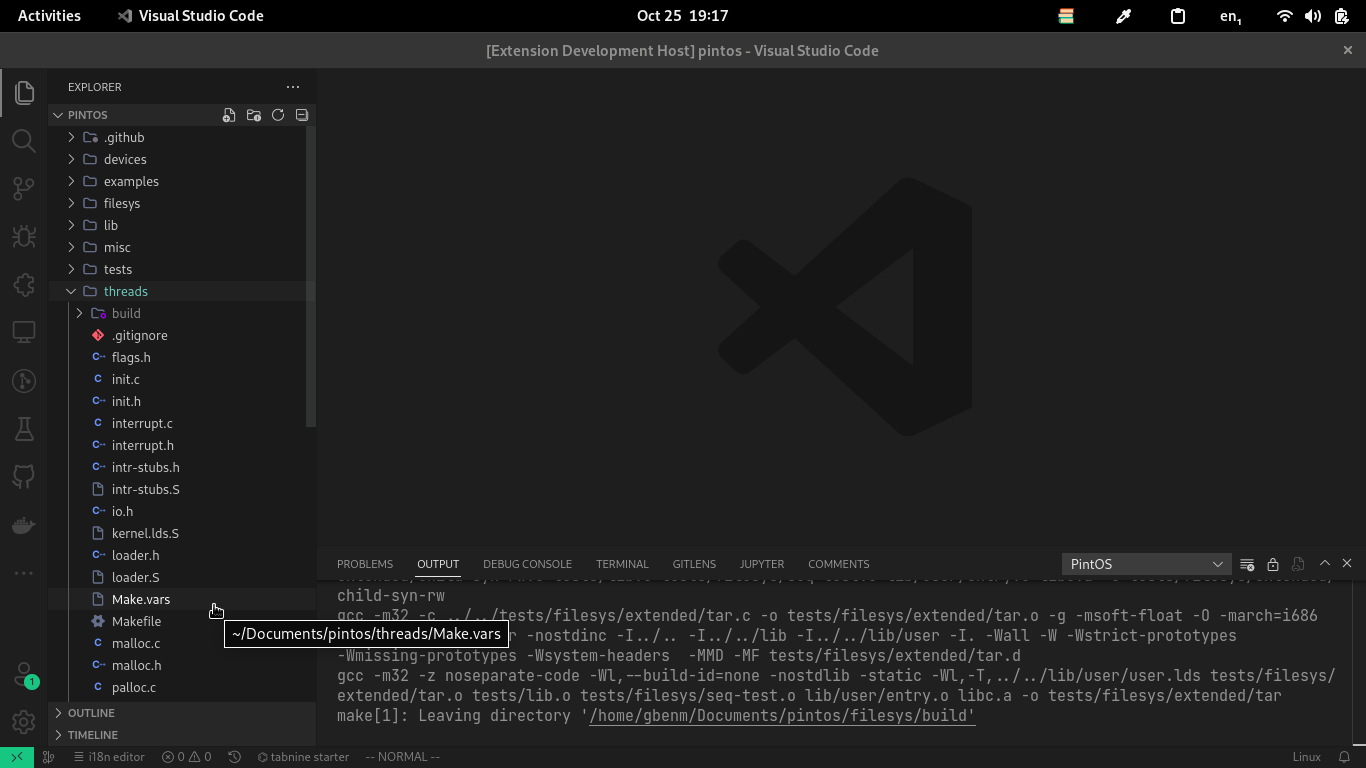 Activities
Visual Studio Code
Oct 25 19:17
en1
[Extension Development Host] pintos - Visual Studio Code
EXPLORER
PINTOS
.github
devices
examples
filesys
lib
misc
tests
threads
build
.gitignore
flags.h
init.c
init.h
interrupt.c
interrupt.h
intr-stubs.h
intr-stubs.S
io.h
kernel.lds.S
loader.h
loader.S
Make.vars
Makefile
malloc.c
malloc.h
palloc.c
OUTLINE
TIMELINE
~/Documents/pintos/threads/Make.vars
PROBLEMS
OUTPUT
DEBUG CONSOLE
TERMINAL
GITLENS
JUPYTER
COMMENTS
PintOS
child-syn-rw
gcc -m32 -c ../../tests/filesys/extended/tar.c -o tests/filesys/extended/tar.o -g -msoft-float -O -march=i686
-nostdinc -I../.. -I../../lib -I../../lib/user -I. -Wall -W -Wstrict-prototypes
-Wmissing-prototypes -Wsystem-headers -MMD -MF tests/filesys/extended/tar.d
gcc -m32 -z noseparate-code -Wl,--build-id=none -nostdlib -static -Wl,-T,../../lib/user/user.lds tests/filesys/
extended/tar.o tests/lib.o tests/filesys/seq-test.o lib/user/entry.o libc.a -o tests/filesys/extended/tar
make[1]: Leaving directory '/home/gbenm/Documents/pintos/filesys/build'
1
i18n editor
0
0
tabnine starter
-- NORMAL --
Linux